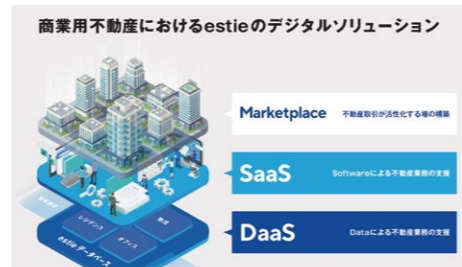 商業用不動産におけるestieのデジタルソリューション
Marketplace 不動産取引が活性化する場の構築
SaaS Softwareによる不動産業務の支援
DaaS Dataによる不動産業務の支援
レジデンス
物流
オフィス
estie データベース